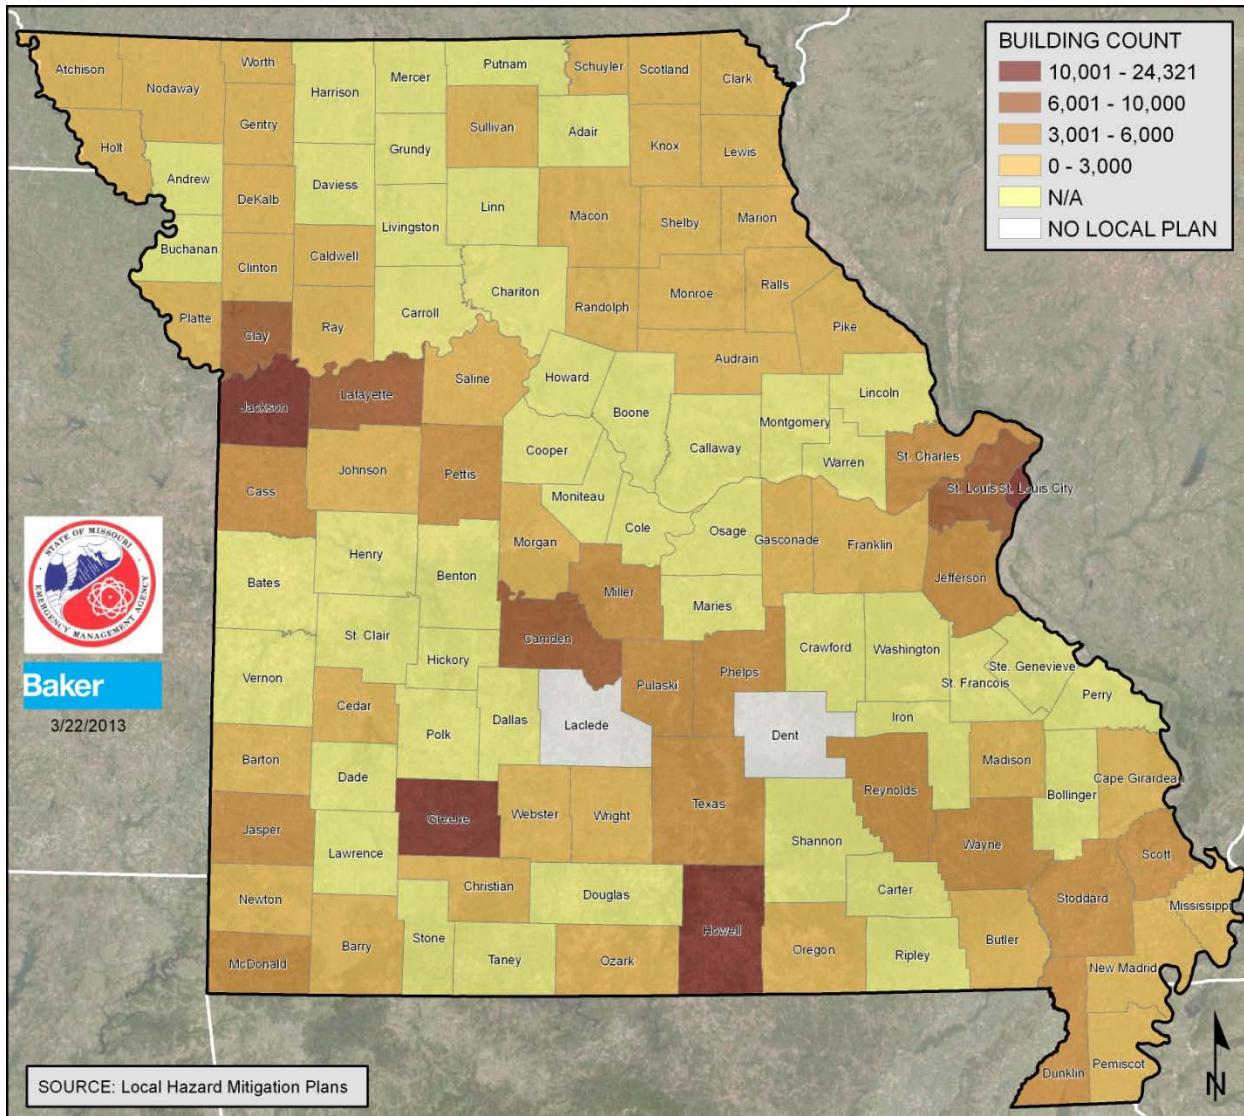 BUILDING COUNT
10,001 - 24,321
6,001 - 10,000
3,001 - 6,000
0 - 3,000
N/A
NO LOCAL PLAN
Atchison
Nodaway
Worth
Harrison
Mercer
Putnam
Schuyler
Scotland
Clark
Holt
Gentry
Grundy
Sullivan
Adair
Knox
Lewis
Andrew
DeKalb
Daviess
Livingston
Linn
Macon
Shelby
Marion
Buchanan
Clinton
Caldwell
Carroll
Chariton
Randolph
Monroe
Ralls
Platte
Clay
Ray
Saline
Audrain
Pike
Jackson
Lafayette
Howard
Boone
Callaway
Montgomery
Lincoln
Warren
St. Charles
St. Louis
St. Louis City
Cass
Johnson
Pettis
Cooper
Moniteau
Cole
Osage
Gasconade
Franklin
Jefferson
Bates
Henry
Benton
Morgan
Miller
Maries
Camden
Vernon
St. Clair
Hickory
Pulaski
Phelps
Crawford
Washington
St. Francois
Ste. Genevieve
Perry
Cedar
Polk
Dallas
Laclede
Dent
Iron
Barton
Dade
Greene
Webster
Wright
Texas
Reynolds
Madison
Bollinger
Cape Girardeau
Jasper
Lawrence
Christian
Douglas
Shannon
Wayne
Scott
Newton
Barry
Stone
Taney
Ozark
Howell
Oregon
Carter
Ripley
Butler
Stoddard
Mississippi
McDonald
New Madrid
Dunklin
Pemiscot
STATE OF MISSOURI
EMERGENCY MANAGEMENT AGENCY
Baker
3/22/2013
SOURCE: Local Hazard Mitigation Plans
N